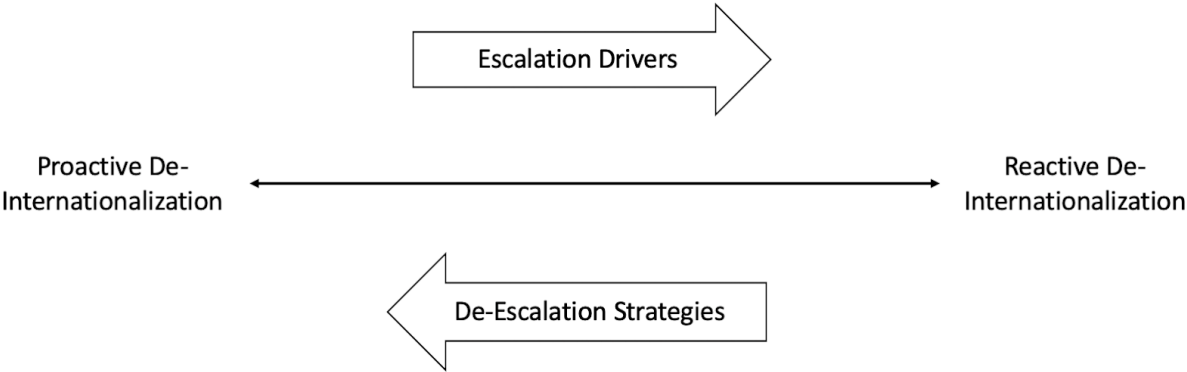 Escalation Drivers
Proactive De-
Internationalization
Reactive De-
Internationalization
De-Escalation Strategies